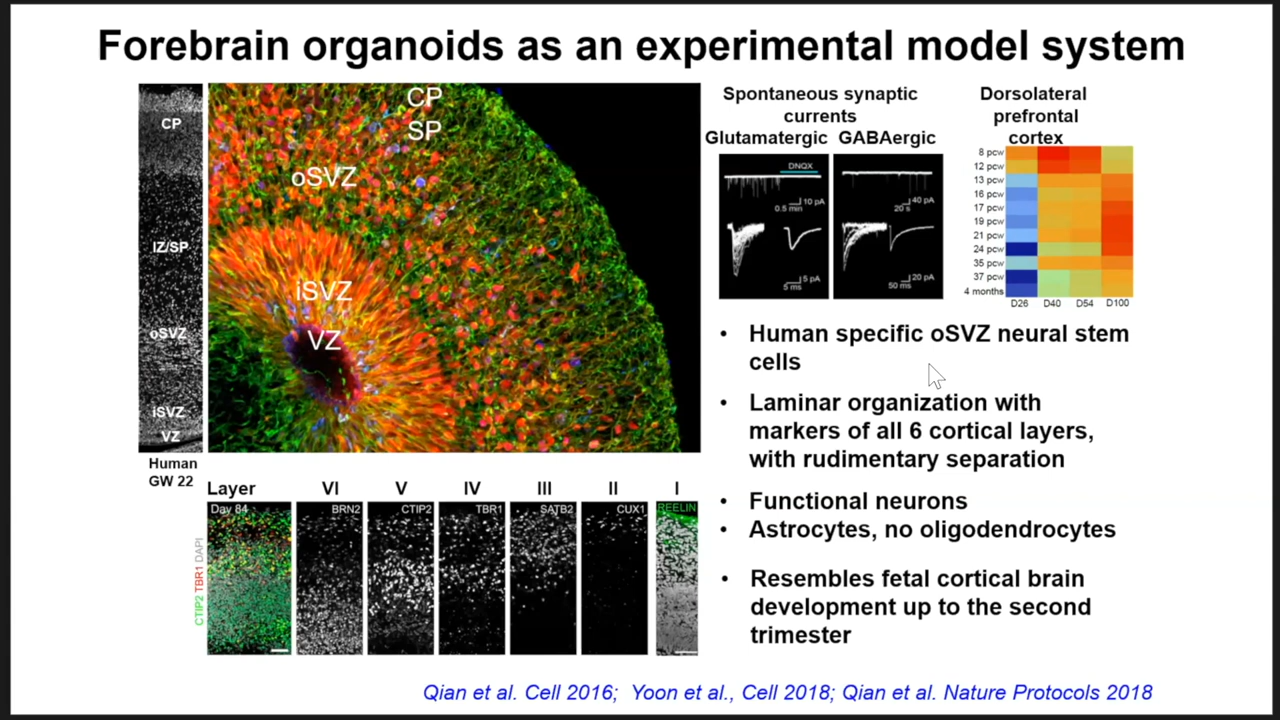 Forebrain organoids as an experimental model system
CP
IZ/SP
oSVZ
iSVZ
VZ
Human
GW 22
CP
SP
oSVZ
iSVZ
VZ
Spontaneous synaptic
currents
Glutamatergic GABAergic
DNQX
10 pA
0.5 min
5 pA
5 ms
40 pA
20 s
20 pA
50 ms
Dorsolateral
prefrontal
cortex
8 pcw
12 pcw
13 pcw
16 pcw
17 pcw
19 pcw
21 pcw
24 pcw
35 pcw
37 pcw
4 months
D26 D40 D54 D100
Layer VI V IV III II I
Day 84 BRN2 CTIP2 TBR1 SATB2 CUX1 REELIN
CTIP2 TBR1 DAPI
• Human specific oSVZ neural stem
cells
• Laminar organization with
markers of all 6 cortical layers,
with rudimentary separation
• Functional neurons
• Astrocytes, no oligodendrocytes
• Resembles fetal cortical brain
development up to the second
trimester
Qian et al. Cell 2016; Yoon et al., Cell 2018; Qian et al. Nature Protocols 2018